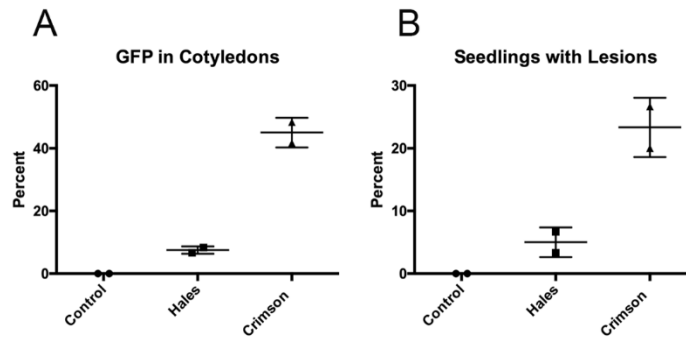 A
GFP in Cotyledons
Percent
60
40
20
0
Control
Hales
Crimson
B
Seedlings with Lesions
Percent
30
20
10
0
Control
Hales
Crimson